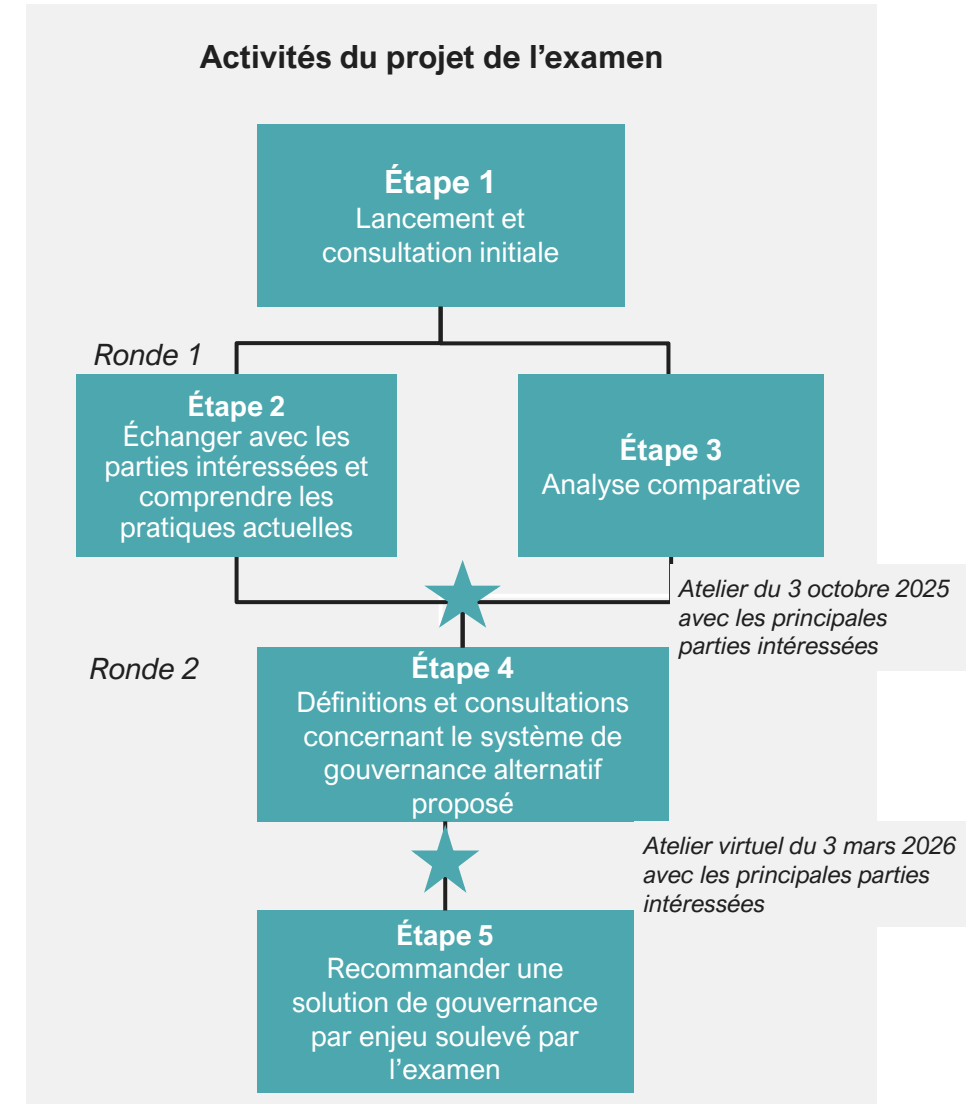 Activités du projet de l’examen
Étape 1
Lancement et
consultation initiale
Ronde 1
Étape 2
Échanger avec les
parties intéressées et
comprendre les
pratiques actuelles
Étape 3
Analyse comparative
Atelier du 3 octobre 2025
avec les principales
parties intéressées
Ronde 2
Étape 4
Définitions et consultations
concernant le système de
gouvernance alternatif
proposé
Atelier virtuel du 3 mars 2026
avec les principales parties
intéressées
Étape 5
Recommander une
solution de gouvernance
par enjeu soulevé par
l’examen